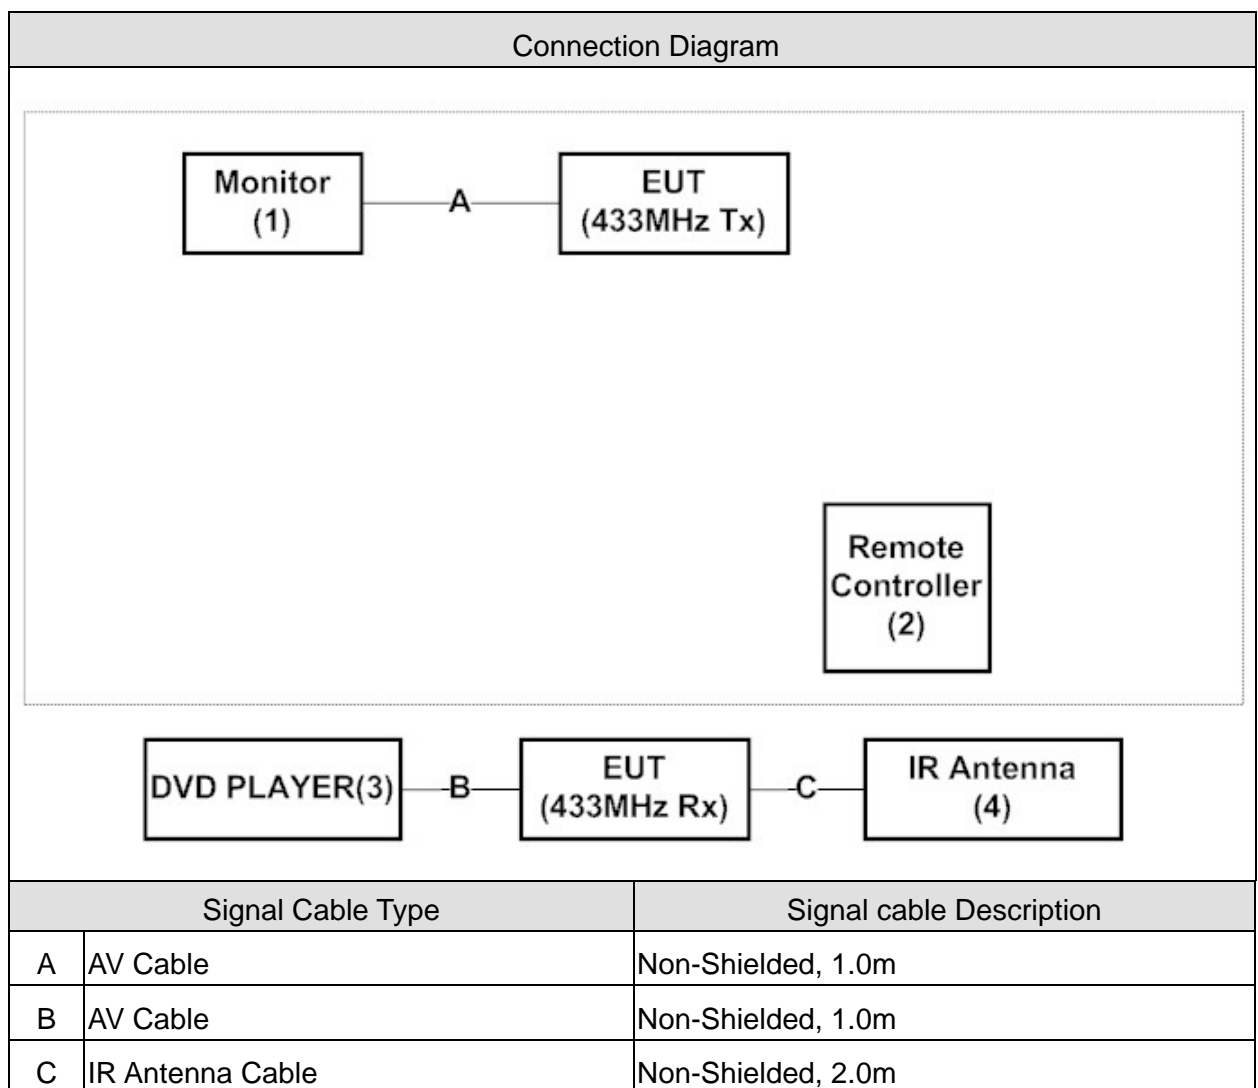 Connection Diagram
Monitor
(1)
A
EUT
(433MHz Tx)
Remote
Controller
(2)
DVD PLAYER(3)
B
EUT
(433MHz Rx)
C
IR Antenna
(4)
Signal Cable Type Signal cable Description
A AV Cable Non-Shielded, 1.0m
B AV Cable Non-Shielded, 1.0m
C IR Antenna Cable Non-Shielded, 2.0m